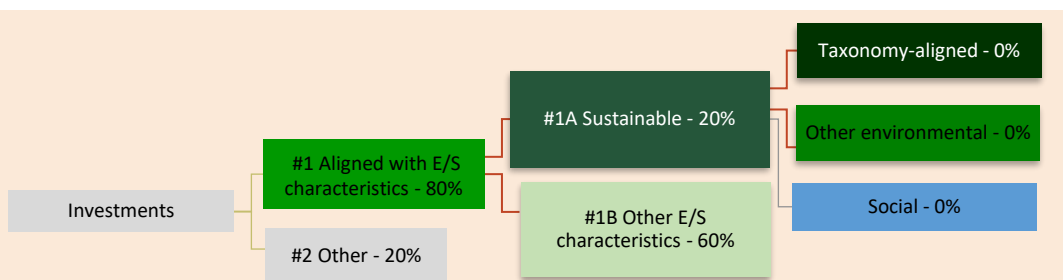 Investments
#1 Aligned with E/S
characteristics - 80%
#2 Other - 20%
#1A Sustainable - 20%
#1B Other E/S
characteristics - 60%
Taxonomy-aligned - 0%
Other environmental - 0%
Social - 0%